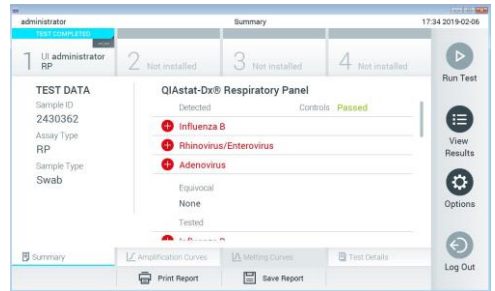 administrator Summary 17:34 2019-02-06
TEST COMPLETED
1 UI administrator RP
2 Not installed
3 Not installed
4 Not installed
Run Test
TEST DATA
Sample ID
2430362
Assay Type
RP
Sample Type
Swab
QIAstat-Dx® Respiratory Panel
Detected Controls Passed
Influenza B
Rhinovirus/Enterovirus
Adenovirus
Equivocal
None
Tested
View
Results
Options
Log Out
Summary
Amplification Curves
Melting Curves
Test Details
Print Report
Save Report